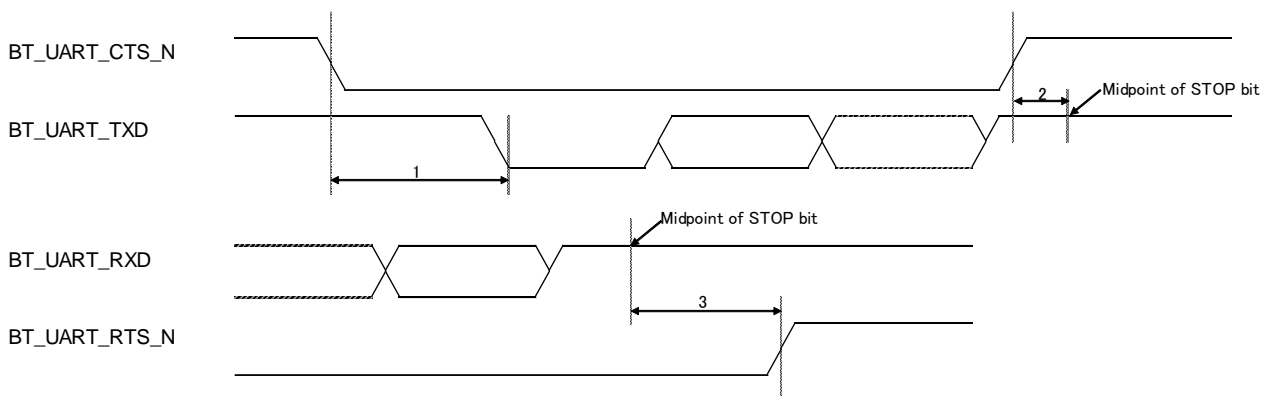 BT_UART_CTS_N
2
Midpoint of STOP bit
BT_UART_TXD
1
Midpoint of STOP bit
BT_UART_RXD
3
BT_UART_RTS_N